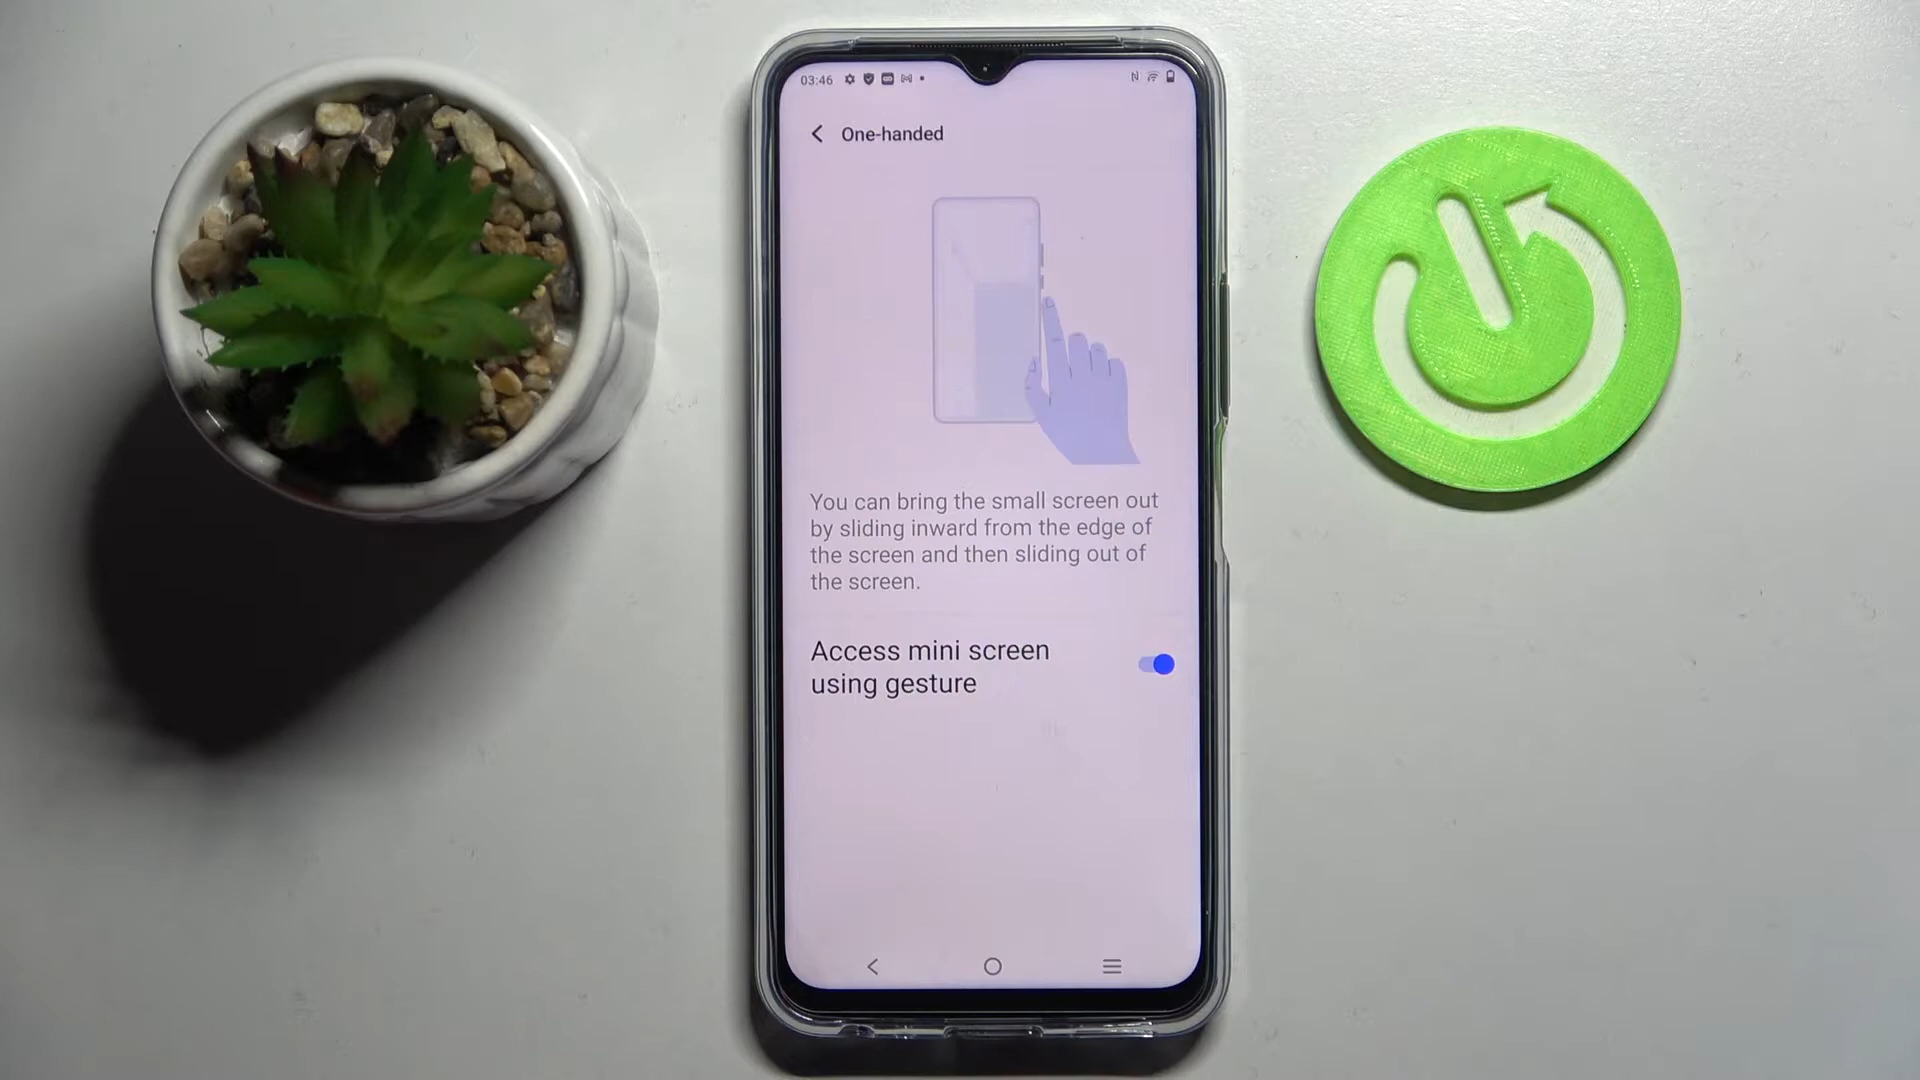 03:46
One-handed
You can bring the small screen out
by sliding inward from the edge of
the screen and then sliding out of
the screen.
Access mini screen
using gesture